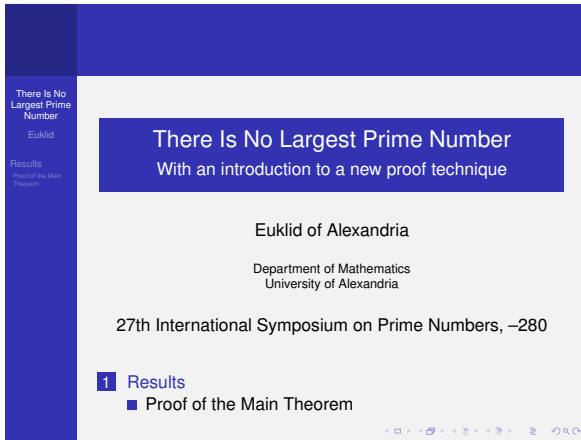 There Is No
Largest Prime
Number
Euklid
Results
Proof of the Main
Theorem
There Is No Largest Prime Number
With an introduction to a new proof technique
Euklid of Alexandria
Department of Mathematics
University of Alexandria
27th International Symposium on Prime Numbers, –280
1 Results
Proof of the Main Theorem